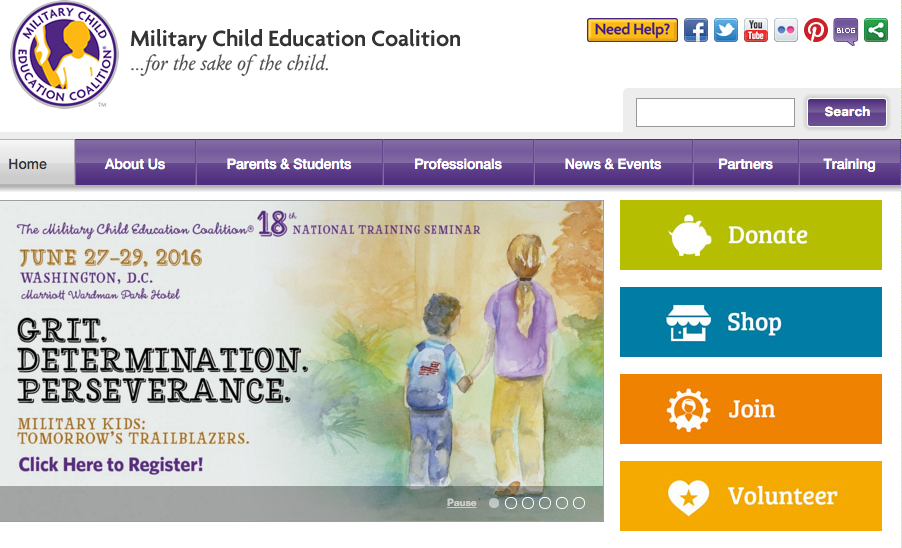 MILITARY CHILD
EDUCATION COALITION
®
TM
Military Child Education Coalition
...for the sake of the child.
Need Help?
You
Tube
BLOG
Search
Home
About Us
Parents & Students
Professionals
News & Events
Partners
Training
The Military Child Education Coalition® 18th NATIONAL TRAINING SEMINAR
JUNE 27–29, 2016
WASHINGTON, D.C.
Marriott Wardman Park Hotel
GRIT.
DETERMINATION.
PERSEVERANCE.
MILITARY KIDS:
TOMORROW'S TRAILBLAZERS.
Click Here to Register!
Pause
Donate
Shop
Join
Volunteer